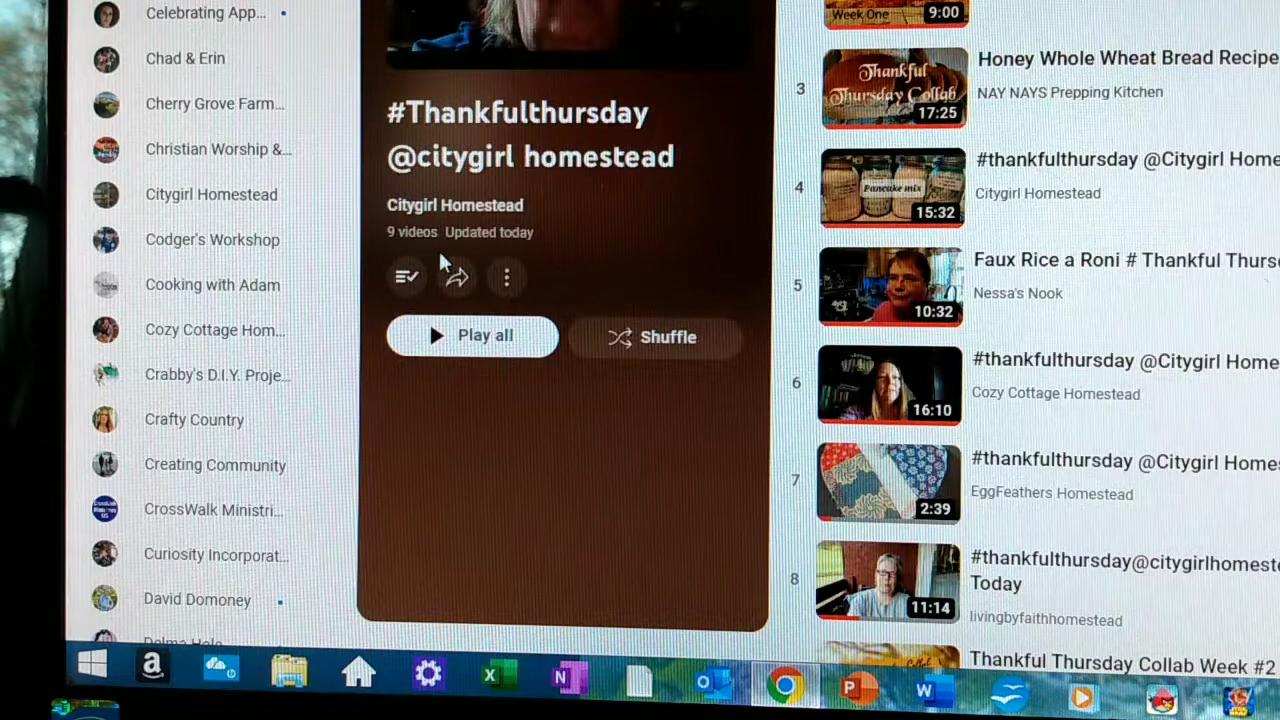 Celebrating App...
Chad & Erin
Cherry Grove Farm...
Christian Worship &...
Citygirl Homestead
Codger's Workshop
Cooking with Adam
Cozy Cottage Hom...
Crabby's D.I.Y. Proje...
Crafty Country
Creating Community
CrossWalk Ministri...
Curiosity Incorporat...
David Domoney
#Thankfulthursday
@citygirl homestead
Citygirl Homestead
9 videos Updated today
Play all
Shuffle
Week One
9:00
3
Thankful
Thursday Collab
17:25
Honey Whole Wheat Bread Recipe
NAY NAYS Prepping Kitchen
4
Pancake mix
15:32
#thankfulthursday @Citygirl Home
Citygirl Homestead
5
10:32
Faux Rice a Roni # Thankful Thurs
Nessa's Nook
6
16:10
#thankfulthursday @Citygirl Home
Cozy Cottage Homestead
7
2:39
#thankfulthursday @Citygirl Homes
EggFeathers Homestead
8
11:14
#thankfulthursday@citygirlhomeste
Today
livingbyfaithhomestead
Thankful Thursday Collab Week #2